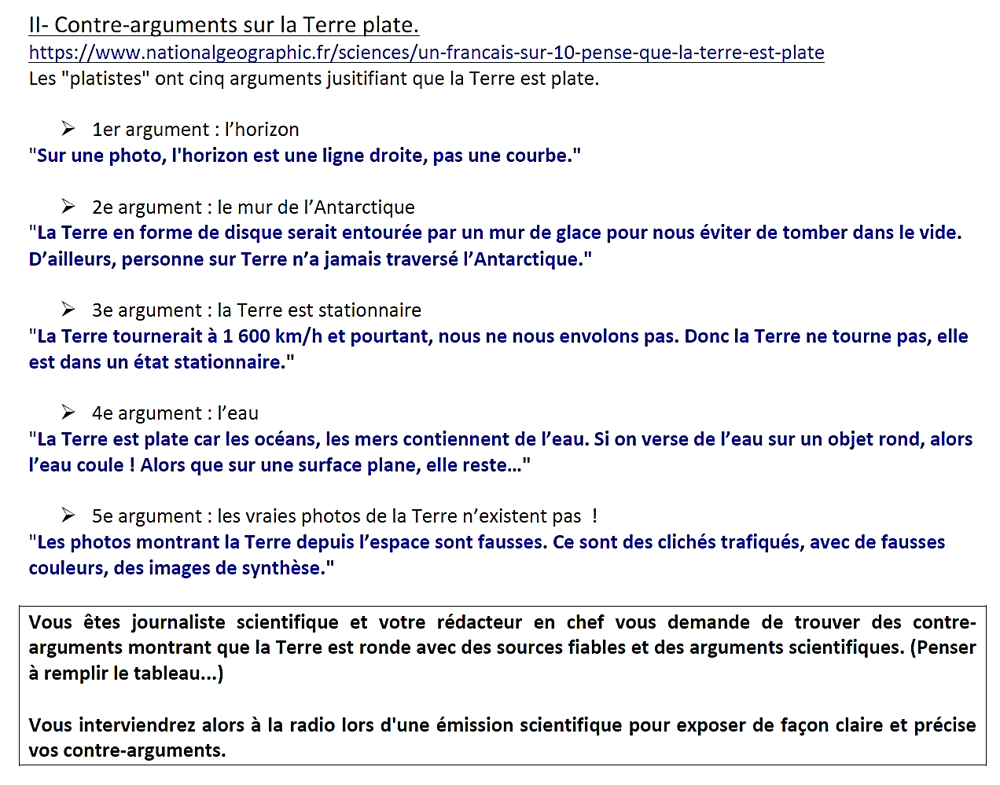 II- Contre-arguments sur la Terre plate.
https://www.nationalgeographic.fr/sciences/un-francais-sur-10-pense-que-la-terre-est-plate
Les "platistes" ont cinq arguments jusitifiant que la Terre est plate.
➢ 1er argument : l’horizon
"Sur une photo, l'horizon est une ligne droite, pas une courbe."
➢ 2e argument : le mur de l’Antarctique
"La Terre en forme de disque serait entourée par un mur de glace pour nous éviter de tomber dans le vide.
D’ailleurs, personne sur Terre n’a jamais traversé l’Antarctique."
➢ 3e argument : la Terre est stationnaire
"La Terre tournerait à 1 600 km/h et pourtant, nous ne nous envolons pas. Donc la Terre ne tourne pas, elle
est dans un état stationnaire."
➢ 4e argument : l’eau
"La Terre est plate car les océans, les mers contiennent de l’eau. Si on verse de l’eau sur un objet rond, alors
l’eau coule ! Alors que sur une surface plane, elle reste…"
➢ 5e argument : les vraies photos de la Terre n’existent pas !
"Les photos montrant la Terre depuis l’espace sont fausses. Ce sont des clichés trafiqués, avec de fausses
couleurs, des images de synthèse."
Vous êtes journaliste scientifique et votre rédacteur en chef vous demande de trouver des contre-
arguments montrant que la Terre est ronde avec des sources fiables et des arguments scientifiques. (Penser
à remplir le tableau...)
Vous interviendrez alors à la radio lors d'une émission scientifique pour exposer de façon claire et précise
vos contre-arguments.